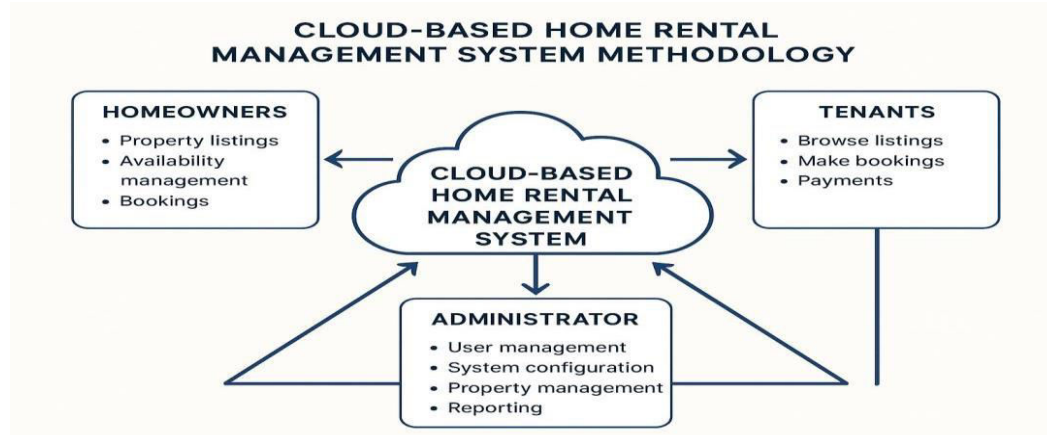 CLOUD-BASED HOME RENTAL
MANAGEMENT SYSTEM METHODOLOGY
HOMEOWNERS
• Property listings
• Availability
management
• Bookings
CLOUD-BASED
HOME RENTAL
MANAGEMENT
SYSTEM
TENANTS
• Browse listings
• Make bookings
• Payments
ADMINISTRATOR
• User management
• System configuration
• Property management
• Reporting